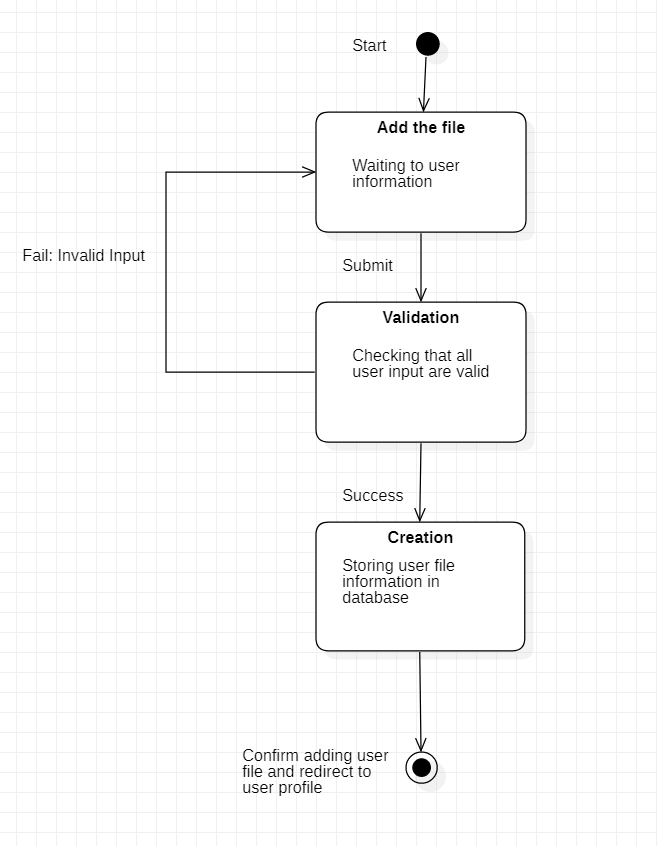 Start
Add the file
Waiting to user
information
Fail: Invalid Input
Submit
Validation
Checking that all
user input are valid
Success
Creation
Storing user file
information in
database
Confirm adding user
file and redirect to
user profile